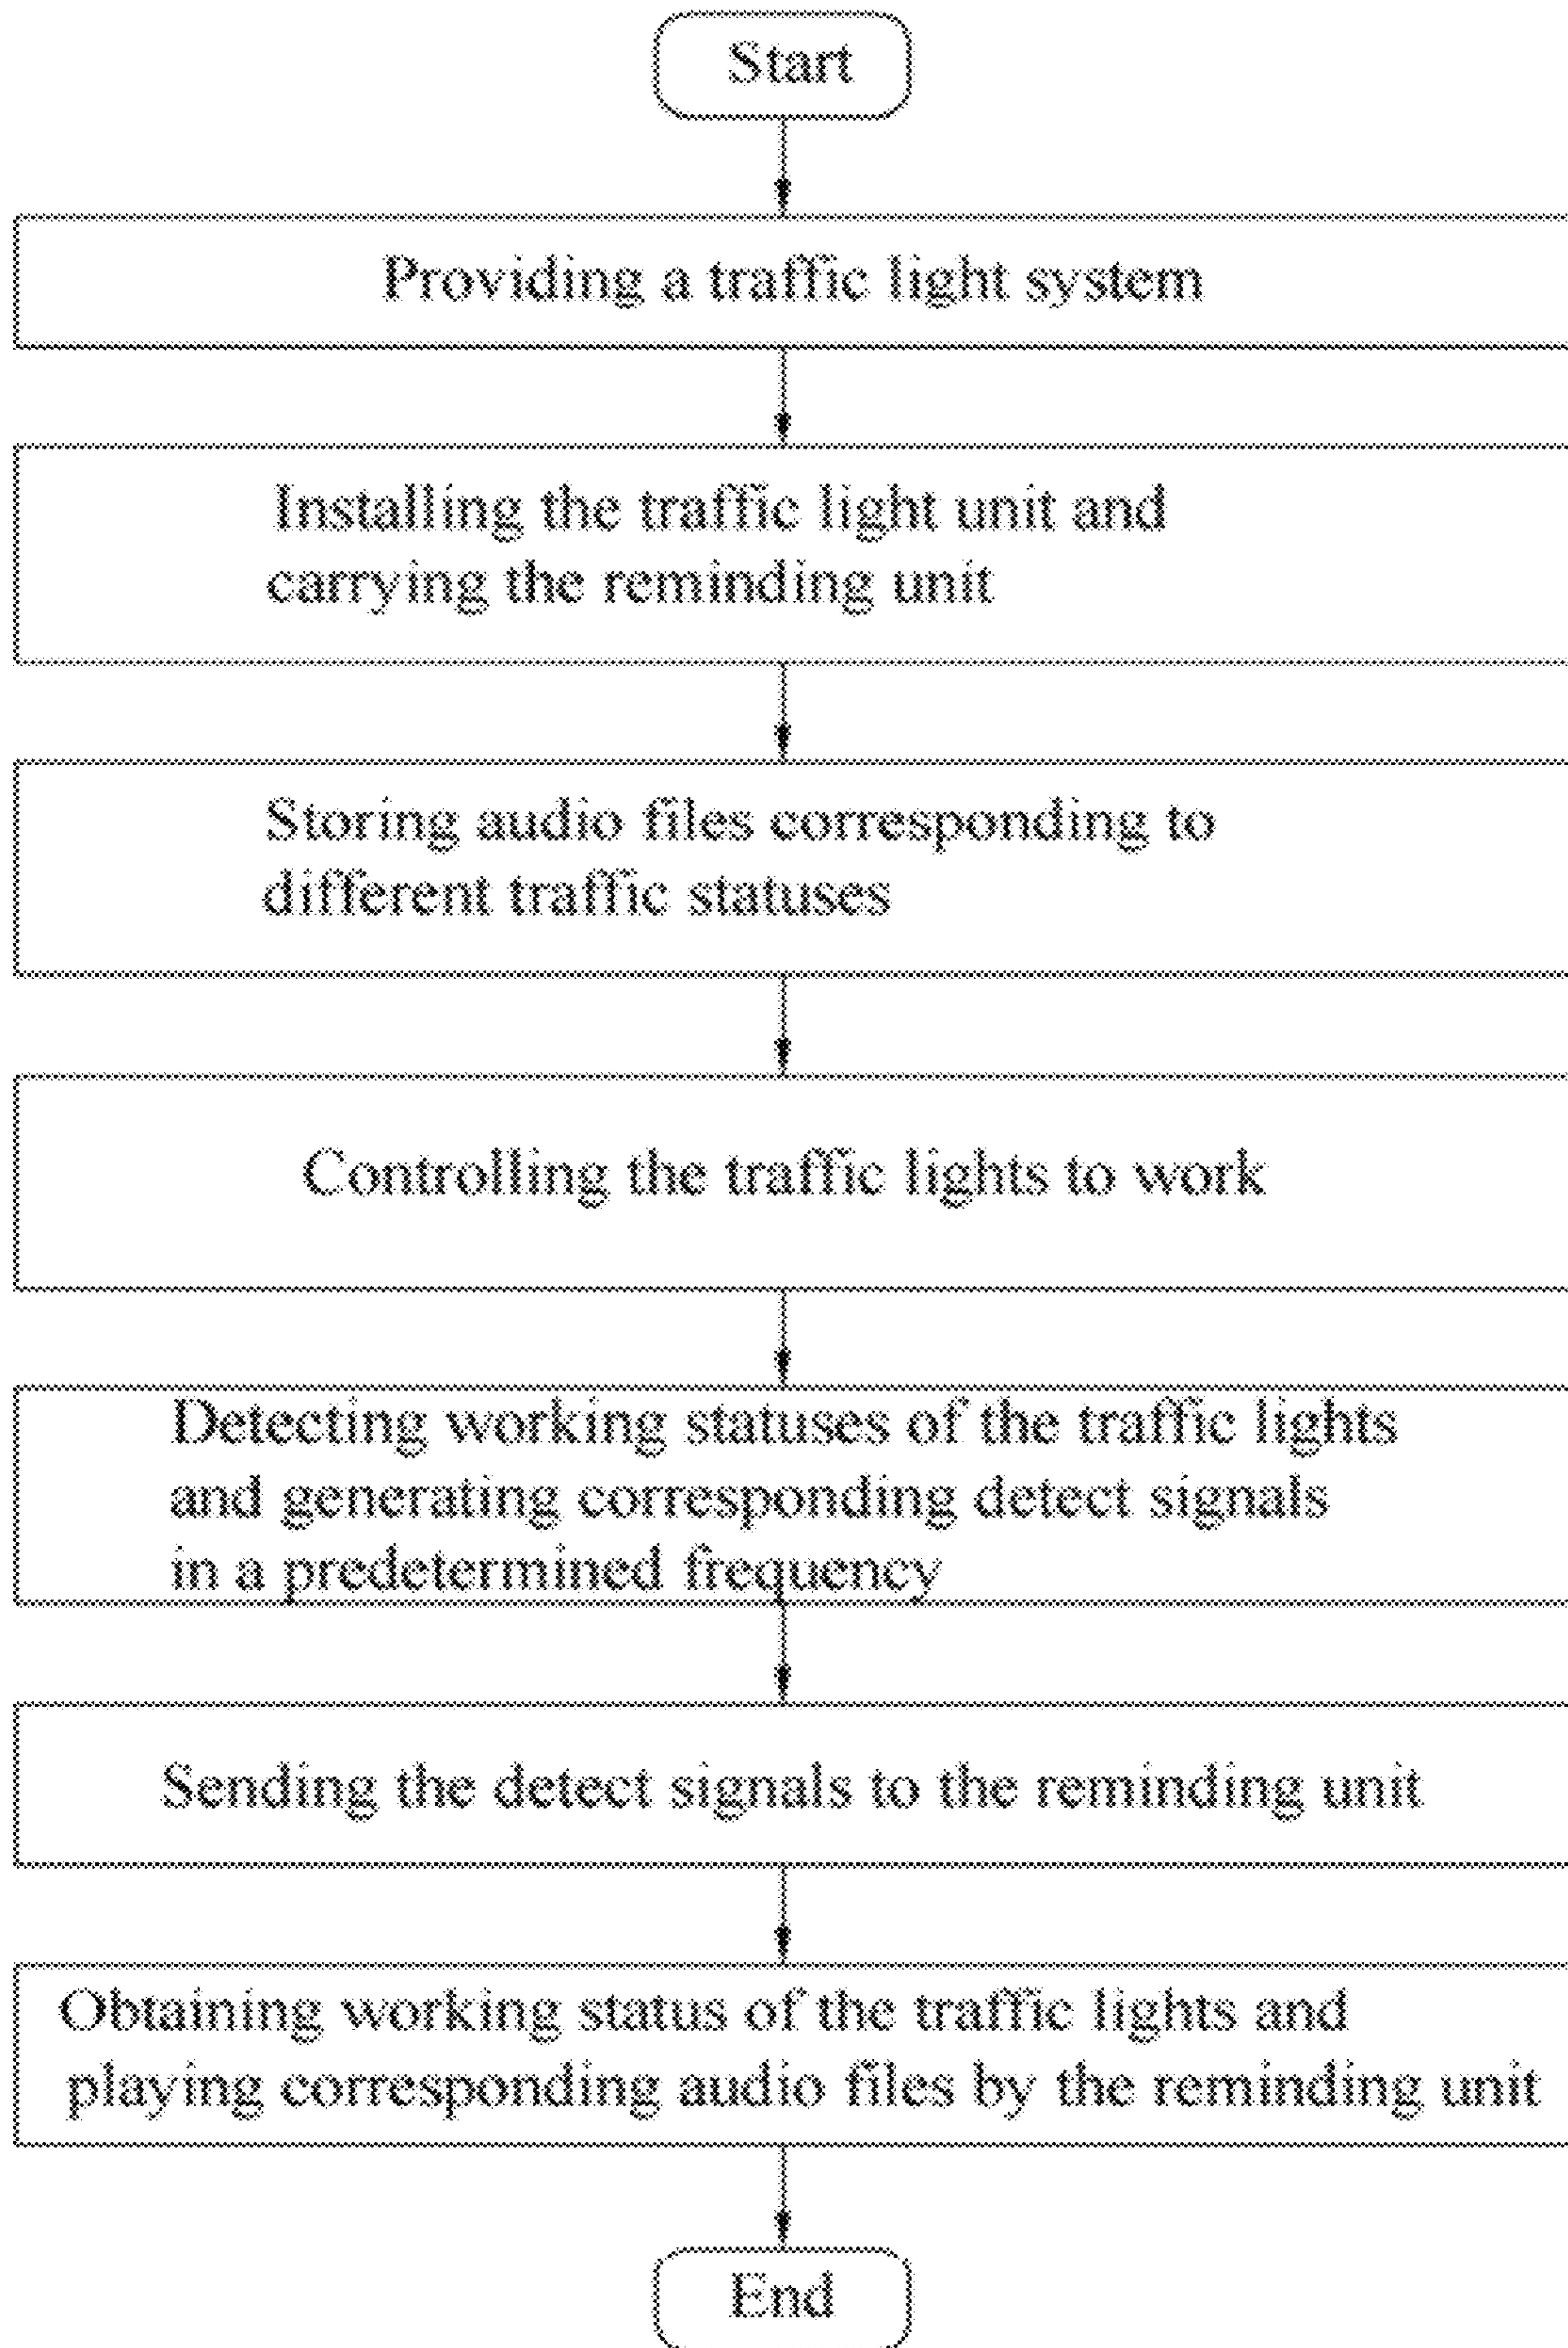 Start
Providing a traffic light system
Installing the traffic light unit and
carrying the reminding unit
Storing audio files corresponding to
different traffic statuses
Controlling the traffic lights to work
Detecting working statuses of the traffic lights
and generating corresponding detect signals
in a predetermined frequency
Sending the detect signals to the reminding unit
Obtaining working status of the traffic lights and
playing corresponding audio files by the reminding unit
End